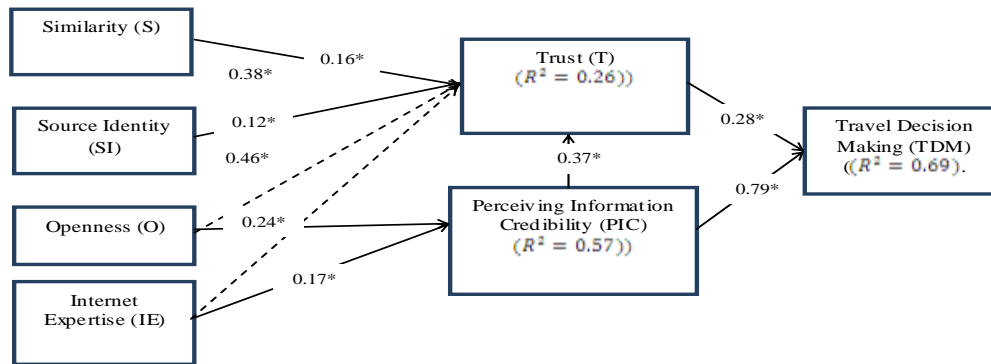 Similarity (S)
0.16*
0.38*
Source Identity
(SI)
0.12*
0.46*
Openness (O)
0.24*
Internet
Expertise (IE)
0.17*
Trust (T)
(R² = 0.26))
0.37*
Perceiving Information
Credibility (PIC)
(R² = 0.57))
0.28*
0.79*
Travel Decision
Making (TDM)
((R² = 0.69).